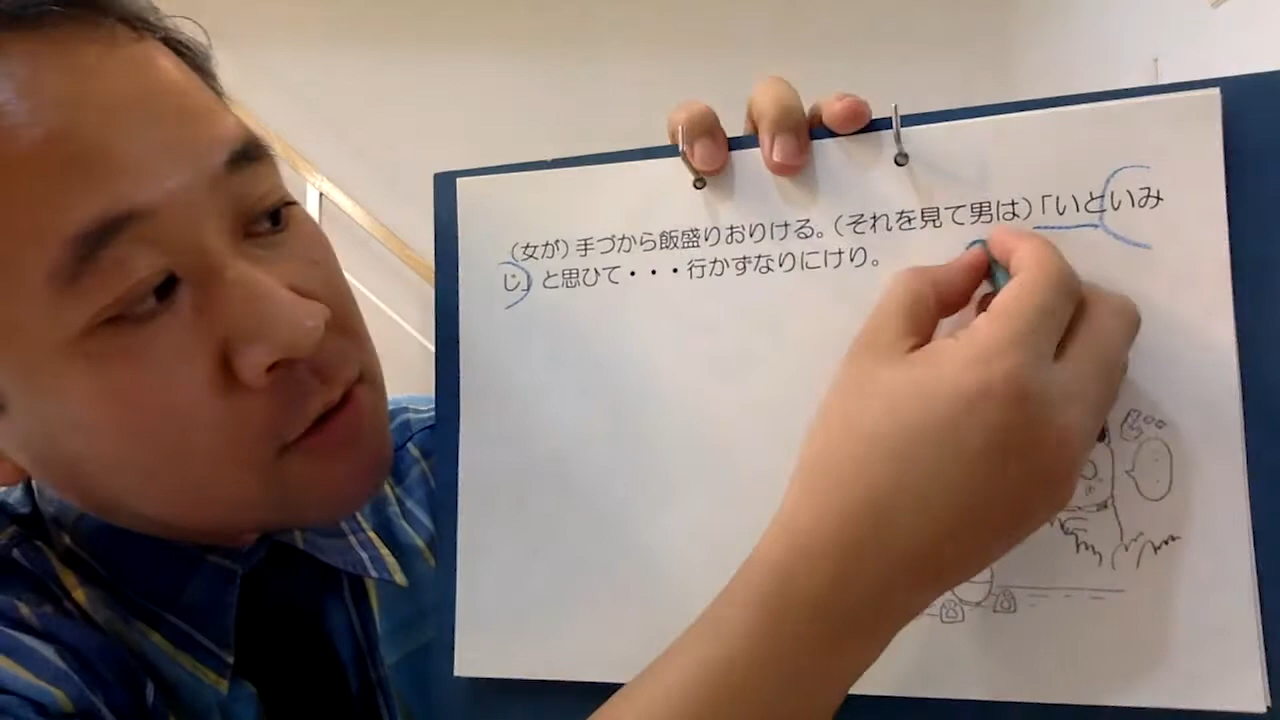 (女が)手づから飯盛りおりける。(それを見て男は)「いといみ
じ」と思ひて・・・行かずなりにけり。